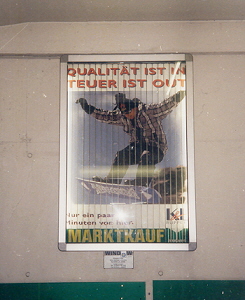 QUALITÄT IST IN
TEUER IST OUT
Nur ein paar
Minuten von hier
MARKTKAUF